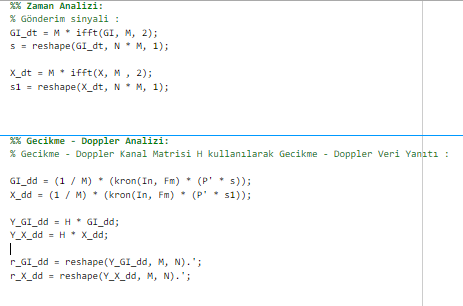 %% Zaman Analizi:
% Gönderim sinyali :
GI_dt = M * ifft(GI, M, 2);
s = reshape(GI_dt, N * M, 1);
X_dt = M * ifft(X, M , 2);
s1 = reshape(X_dt, N * M, 1);
%% Gecikme - Doppler Analizi:
% Gecikme - Doppler Kanal Matrisi H kullanılarak Gecikme - Doppler Veri Yanıtı :
GI_dd = (1 / M) * (kron(In, Fm) * (P' * s));
X_dd = (1 / M) * (kron(In, Fm) * (P' * s1));
Y_GI_dd = H * GI_dd;
Y_X_dd = H * X_dd;
r_GI_dd = reshape(Y_GI_dd, M, N).';
r_X_dd = reshape(Y_X_dd, M, N).';